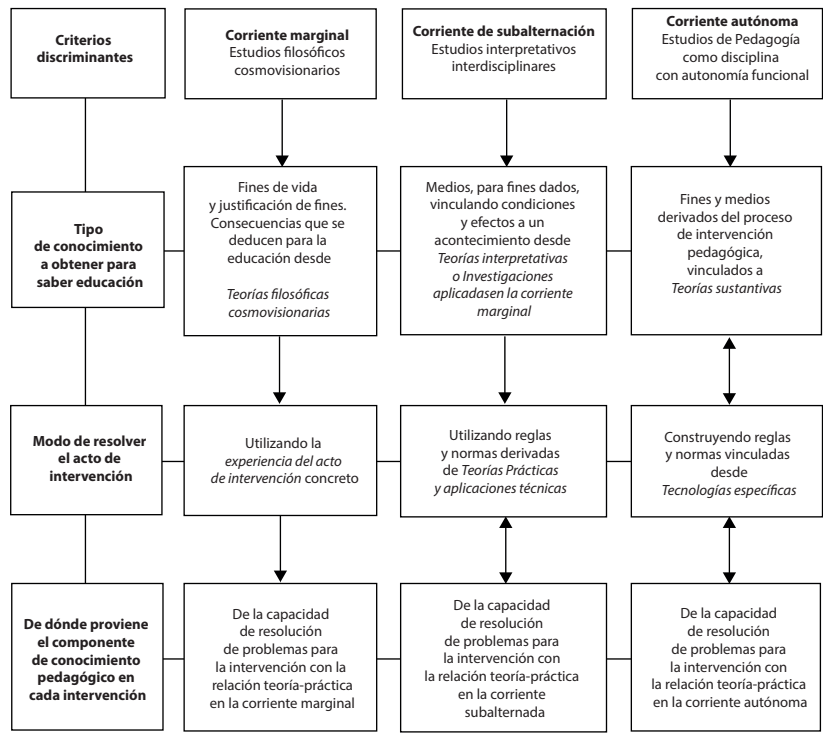 Criterios
discriminantes
Corriente marginal
Estudios filosóficos
cosmovisionarios
Corriente de subalternación
Estudios interpretativos
interdisciplinares
Corriente autónoma
Estudios de Pedagogía
como disciplina
con autonomía funcional
Tipo
de conocimiento
a obtener para
saber educación
Fines de vida
y justificación de fines.
Consecuencias que se
deducen para la
educación desde
Teorías filosóficas
cosmovisionarias
Medios, para fines dados,
vinculando condiciones
y efectos a un
acontecimiento desde
Teorías interpretativas
o Investigaciones
aplicadasen la corriente
marginal
Fines y medios
derivados del proceso
de intervención
pedagógica,
vinculados a
Teorías sustantivas
Modo de resolver
el acto de
intervención
Utilizando la
experiencia del acto
de intervención concreto
Utilizando reglas
y normas derivadas
de Teorías Prácticas
y aplicaciones técnicas
Construyendo reglas
y normas vinculadas
desde
Tecnologías específicas
De dónde proviene
el componente
de conocimiento
pedagógico en
cada intervención
De la capacidad
de resolución
de problemas para
la intervención con la
relación teoría-práctica
en la corriente marginal
De la capacidad
de resolución
de problemas para
la intervención con
la relación teoría-práctica
en la corriente
subalternada
De la capacidad
de resolución
de problemas para
la intervención con
la relación teoría-práctica
en la corriente autónoma